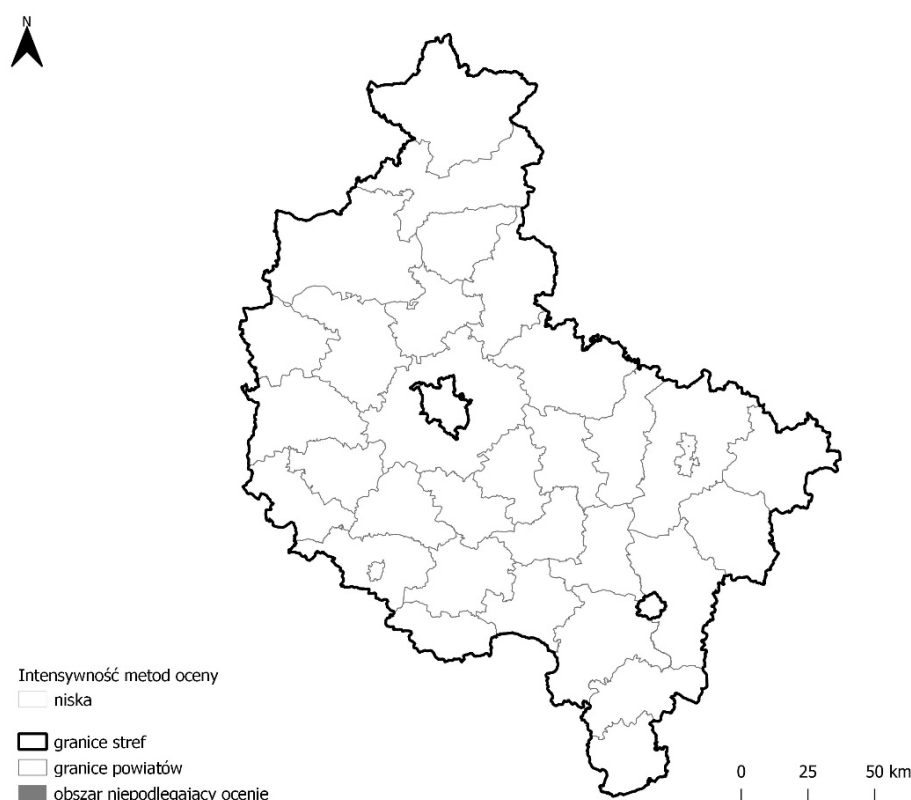 N
Intensywność metod oceny
niska
granice stref
granice powiatów
obszar niepodlegający ocenie
0 25 50 km